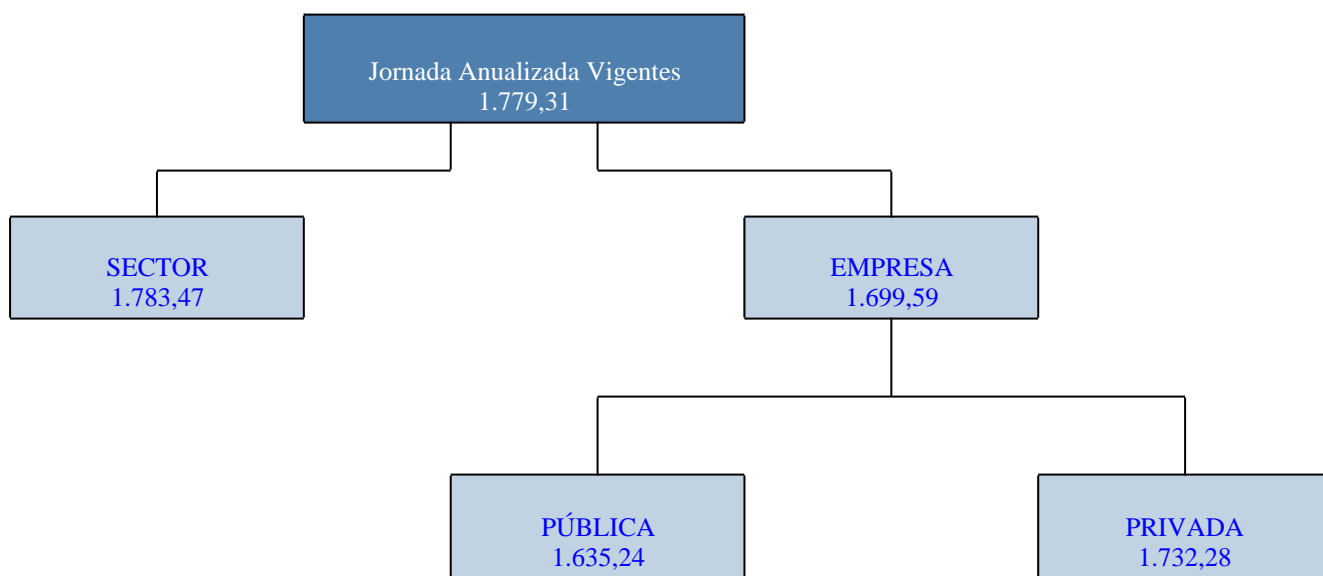 Jornada Anualizada Vigentes
1.779,31
SECTOR
1.783,47
EMPRESA
1.699,59
PÚBLICA
1.635,24
PRIVADA
1.732,28